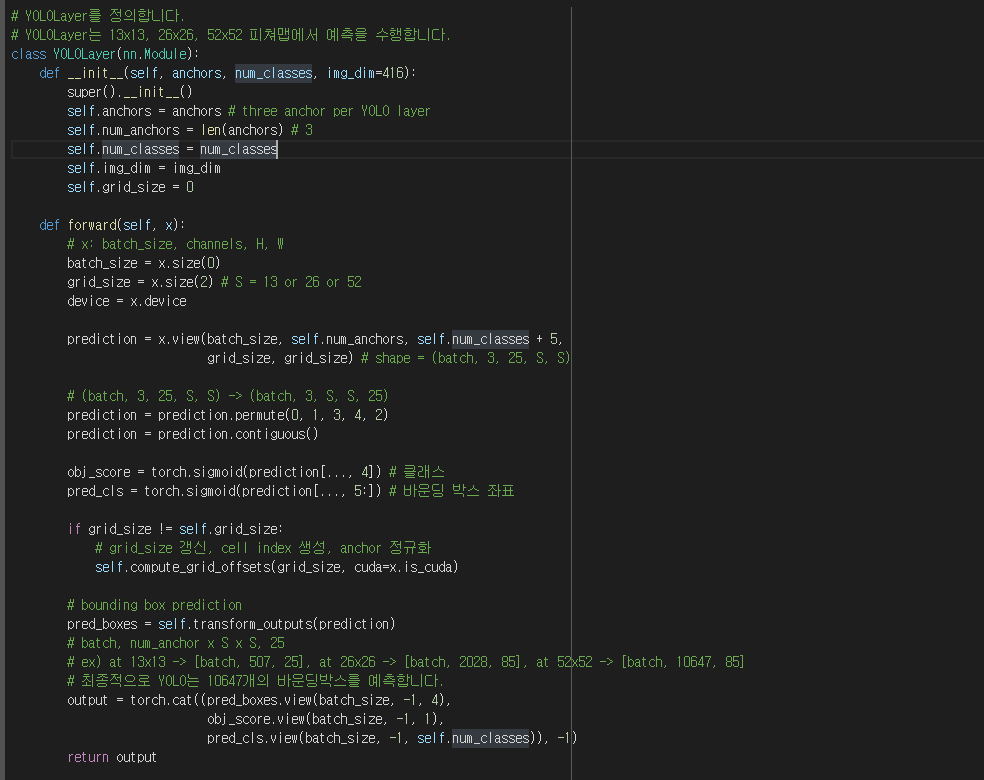 # YOLOLayer를 정의합니다.
# YOLOLayer는 13x13, 26x26, 52x52 피쳐맵에서 예측을 수행합니다.
class YOLOLayer(nn.Module):
    def __init__(self, anchors, num_classes, img_dim=416):
        super().__init__()
        self.anchors = anchors # three anchor per YOLO layer
        self.num_anchors = len(anchors) # 3
        self.num_classes = num_classes
        self.img_dim = img_dim
        self.grid_size = 0

    def forward(self, x):
        # x: batch_size, channels, H, W
        batch_size = x.size(0)
        grid_size = x.size(2) # S = 13 or 26 or 52
        device = x.device

        prediction = x.view(batch_size, self.num_anchors, self.num_classes + 5,
                            grid_size, grid_size) # shape = (batch, 3, 25, S, S)

        # (batch, 3, 25, S, S) -> (batch, 3, S, S, 25)
        prediction = prediction.permute(0, 1, 3, 4, 2)
        prediction = prediction.contiguous()

        obj_score = torch.sigmoid(prediction[..., 4]) # 클래스
        pred_cls = torch.sigmoid(prediction[..., 5:]) # 바운딩 박스 좌표

        if grid_size != self.grid_size:
            # grid_size 갱신, cell index 생성, anchor 정규화
            self.compute_grid_offsets(grid_size, cuda=x.is_cuda)

        # bounding box prediction
        pred_boxes = self.transform_outputs(prediction)
        # batch, num_anchor x S x S, 25
        # ex) at 13x13 -> [batch, 507, 25], at 26x26 -> [batch, 2028, 85], at 52x52 -> [batch, 10647, 85]
        # 최종적으로 YOLO는 10647개의 바운딩박스를 예측합니다.
        output = torch.cat((pred_boxes.view(batch_size, -1, 4),
                            obj_score.view(batch_size, -1, 1),
                            pred_cls.view(batch_size, -1, self.num_classes)), -1)
        return output